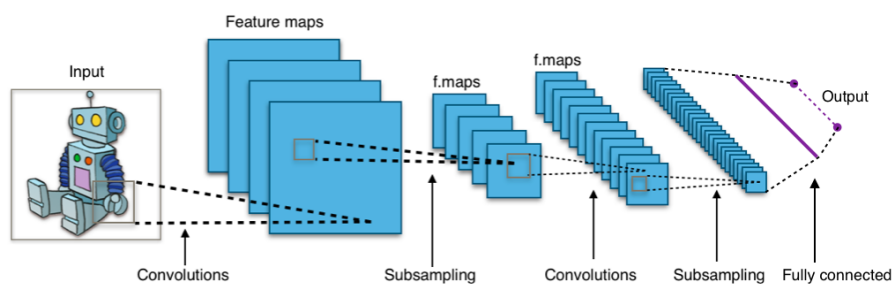 Feature maps
Input
f.maps
f.maps
Output
Convolutions
Subsampling
Convolutions
Subsampling
Fully connected